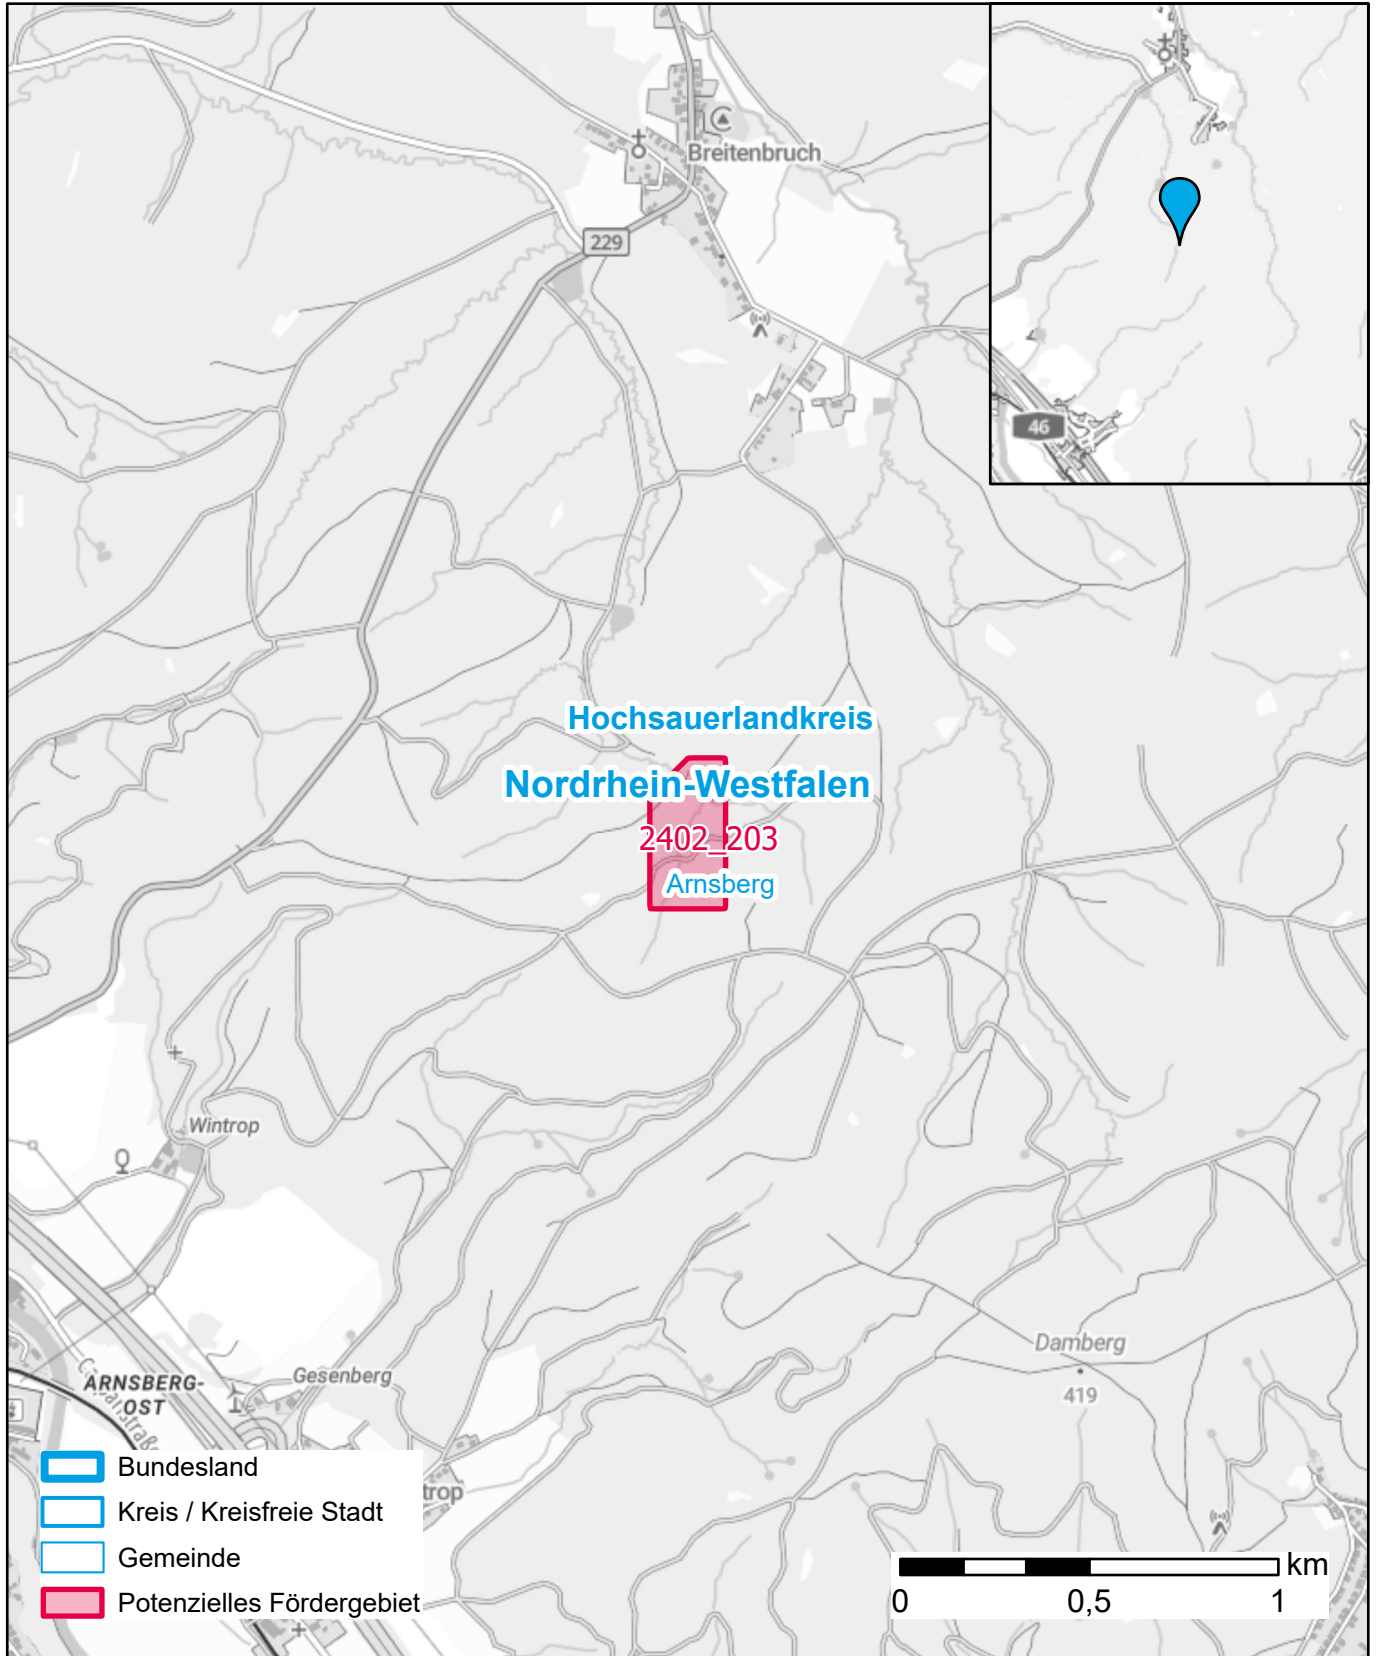 Breitenbruch
229
46
Hochsauerlandkreis
Nordrhein-Westfalen
2402_203
Arnsberg
Wintrop
Damberg
419
Gesenberg
ARNSBERG-
OST
trop
Bundesland
Kreis / Kreisfreie Stadt
Gemeinde
Potenzielles Fördergebiet
km
0 0,5 1